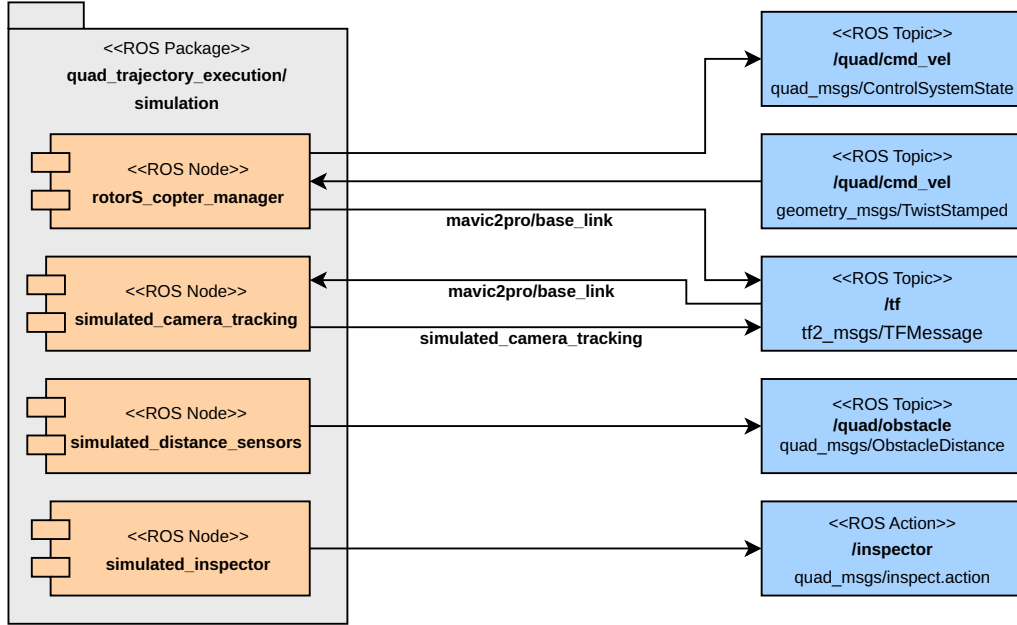 <<ROS Package>>
quad_trajectory_execution/
simulation
<<ROS Node>>
rotorS_copter_manager
<<ROS Node>>
simulated_camera_tracking
<<ROS Node>>
simulated_distance_sensors
<<ROS Node>>
simulated_inspector
mavic2pro/base_link
mavic2pro/base_link
simulated_camera_tracking
<<ROS Topic>>
/quad/cmd_vel
quad_msgs/ControlSystemState
<<ROS Topic>>
/quad/cmd_vel
geometry_msgs/TwistStamped
<<ROS Topic>>
/tf
tf2_msgs/TFMessage
<<ROS Topic>>
/quad/obstacle
quad_msgs/ObstacleDistance
<<ROS Action>>
/inspector
quad_msgs/inspect.action